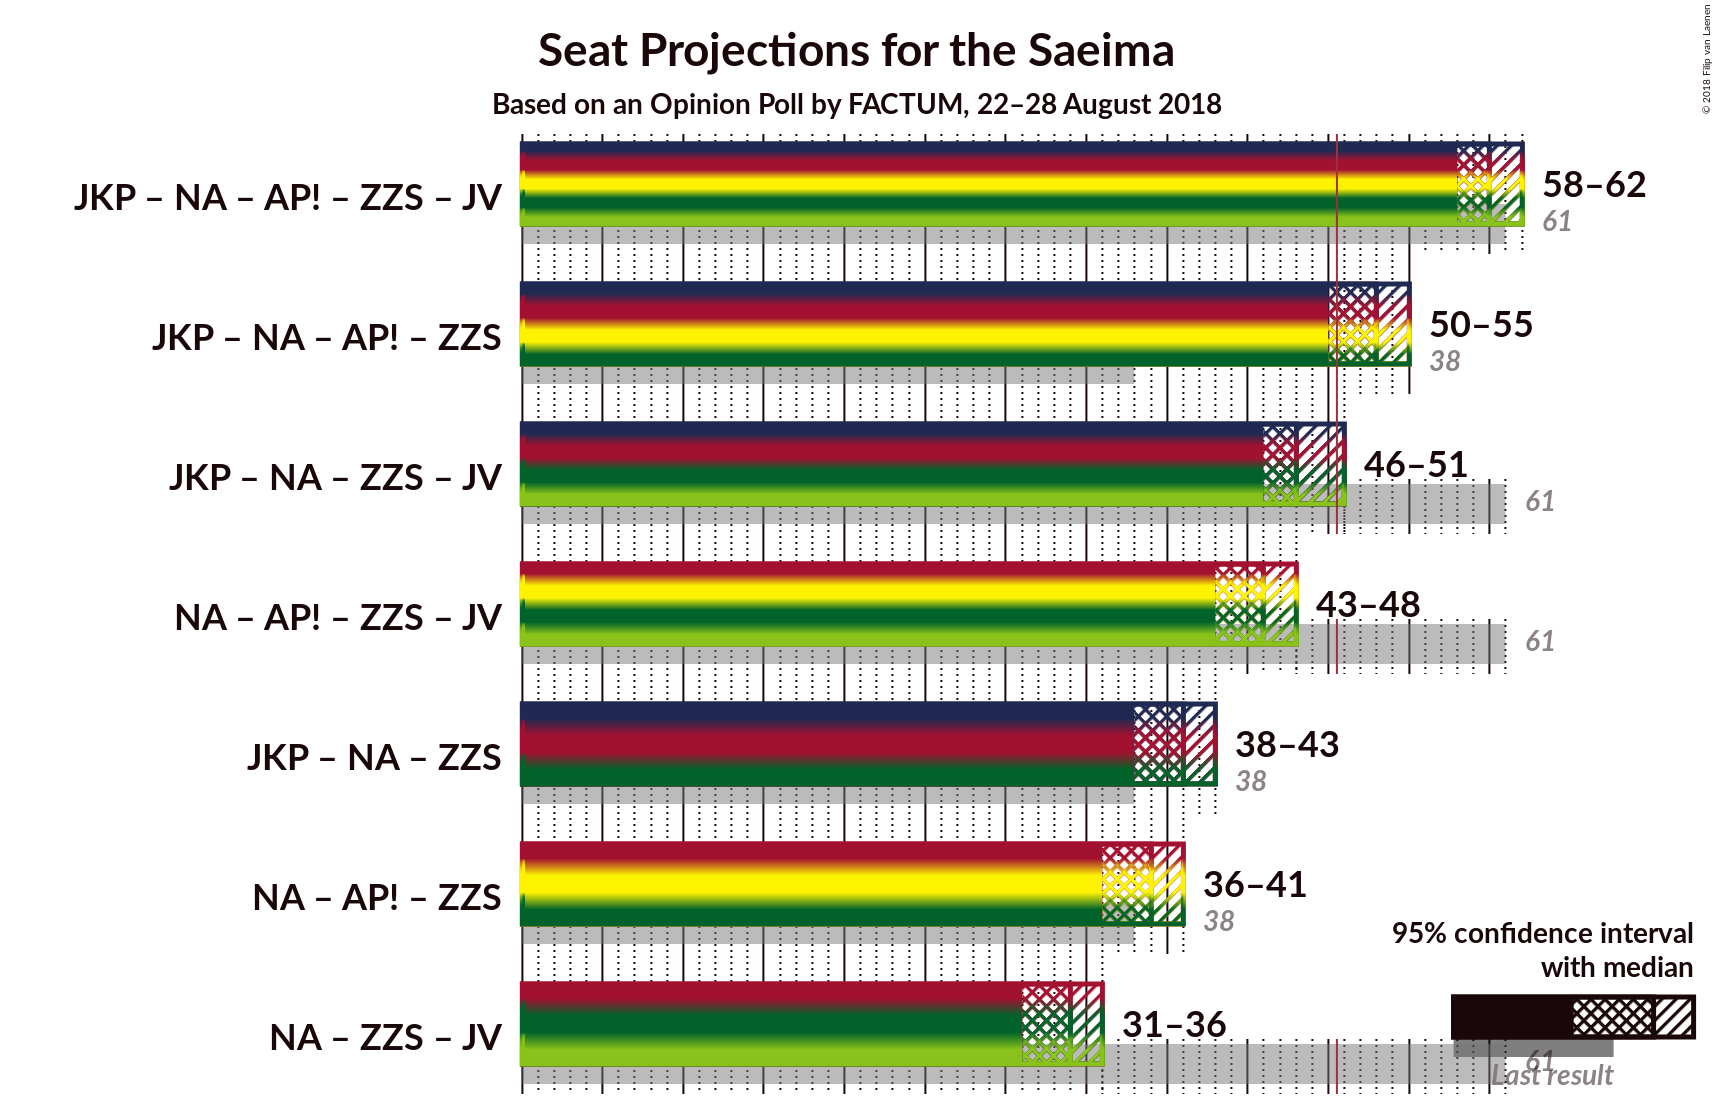 Seat Projections for the Saeima
Based on an Opinion Poll by FACTUM, 22–28 August 2018
© 2018 Filip van Laenen
JKP – NA – AP! – ZZS – JV
58–62
61
JKP – NA – AP! – ZZS
50–55
38
JKP – NA – ZZS – JV
46–51
61
NA – AP! – ZZS – JV
43–48
61
JKP – NA – ZZS
38–43
38
NA – AP! – ZZS
36–41
38
NA – ZZS – JV
31–36
61
95% confidence interval
with median
Last result